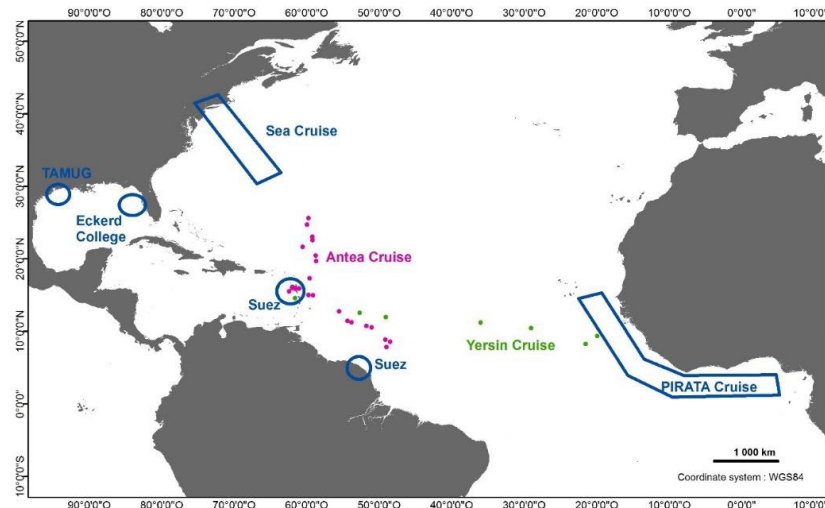 90°0'0"O 80°0'0"O 70°0'0"O 60°0'0"O 50°0'0"O 40°0'0"O 30°0'0"O 20°0'0"O 10°0'0"O 0°0'0"O 10°0'0"O
50°0'0"N
40°0'0"N
30°0'0"N
20°0'0"N
10°0'0"N
0°0'0"
10°0'0"S
Sea Cruise
TAMUG
Eckerd
College
Antea Cruise
Suez
Yersin Cruise
Suez
PIRATA Cruise
1 000 km
Coordinate system : WGS84
90°0'0"O 80°0'0"O 70°0'0"O 60°0'0"O 50°0'0"O 40°0'0"O 30°0'0"O 20°0'0"O 10°0'0"O 0°0'0"O 10°0'0"O